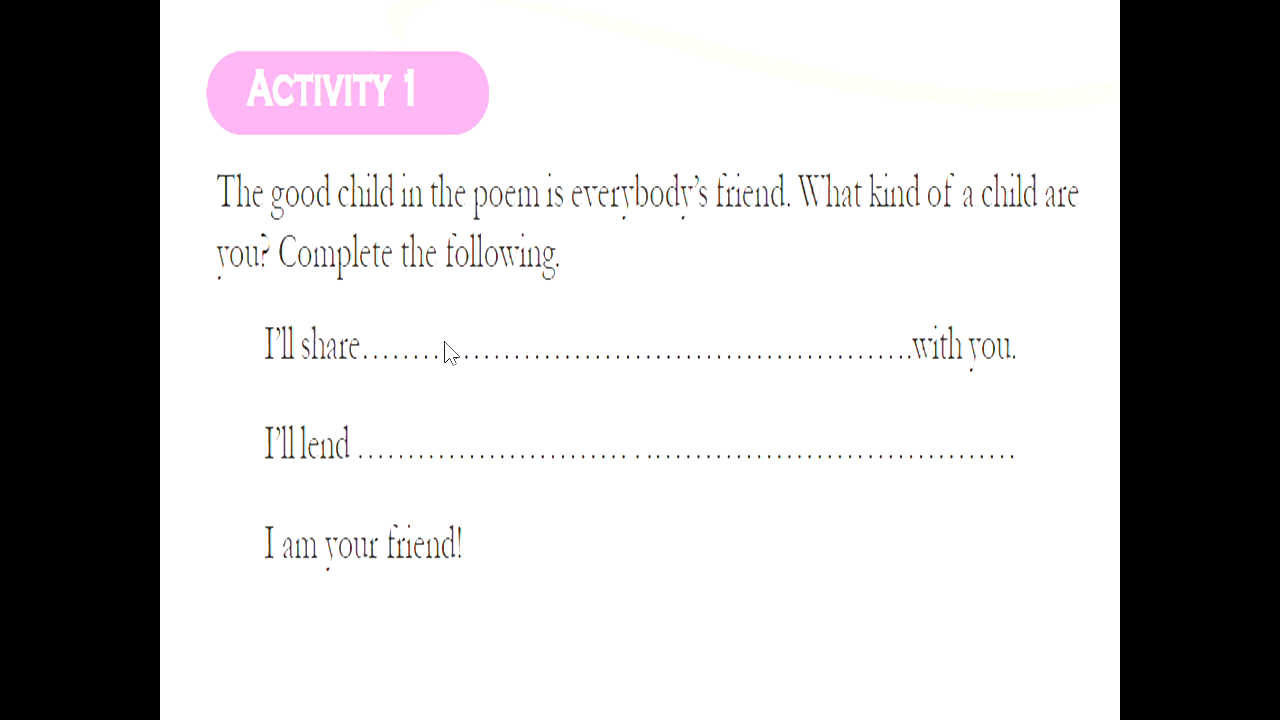 ACTIVITY 1
The good child in the poem is everybody's friend. What kind of a child are
you? Complete the following.
I'll share.......................................................with you.
I'll lend ..................................................................
I am your friend!